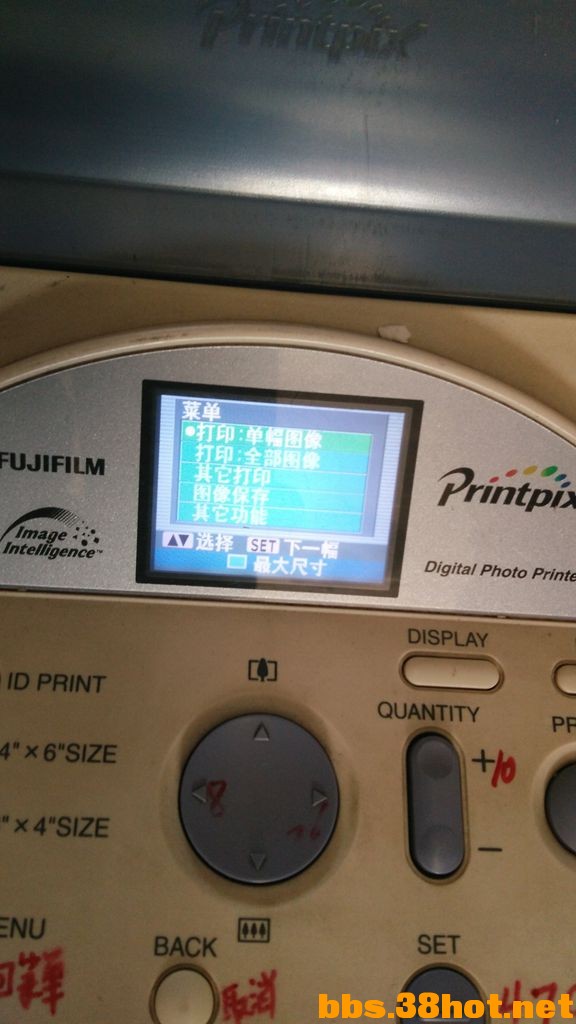 Printpix
FUJIFILM
Image
Intelligence™
菜单
打印:单幅图像
打印:全部图像
其它打印
图像保存
其它功能
▲▼选择 SET 下一幅
最大尺寸
Printpix
Digital Photo Printe
DISPLAY
ID PRINT
QUANTITY
4" × 6"SIZE
+10
PR
8
" × 4"SIZE
−
ENU
BACK
SET
取消
bbs.38hot.net